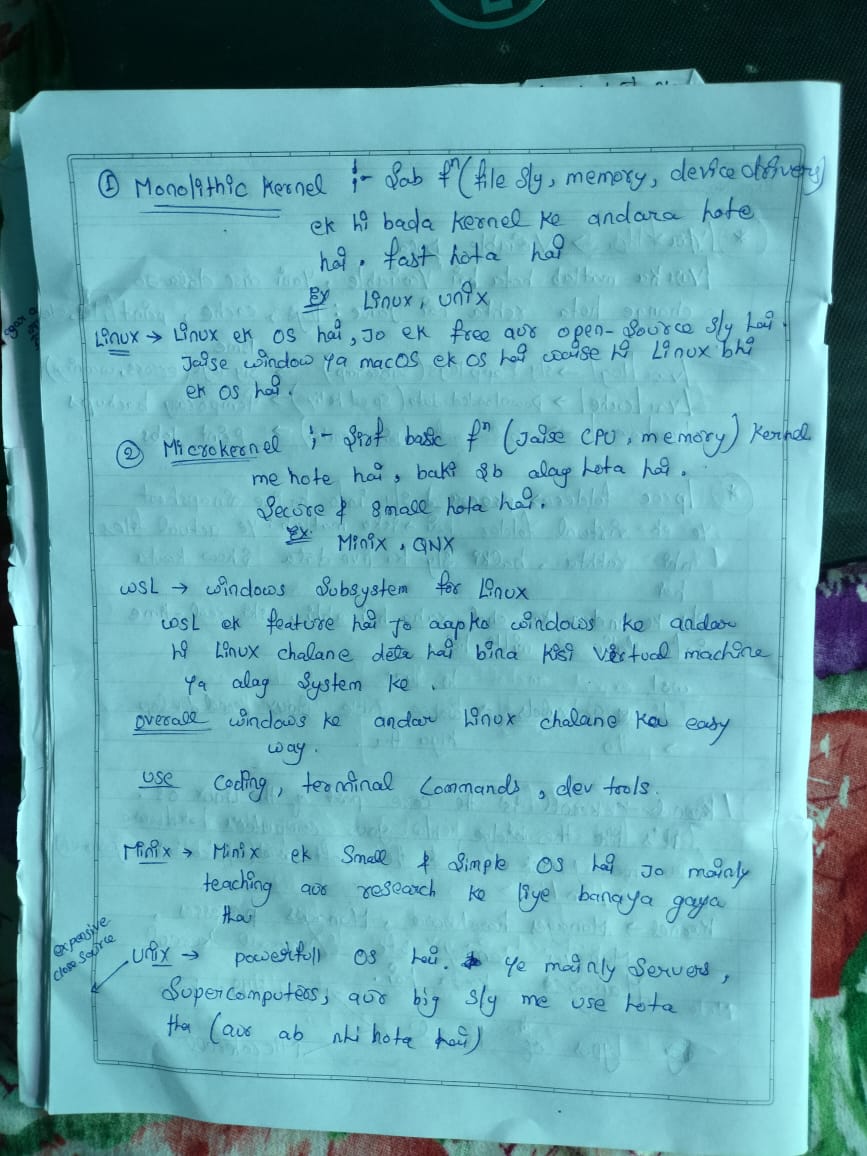 ① Monolithic Kernel :- Sab fⁿ (file s/y, memory, device drivers)
ek hi bada kernel ke andara hote
hai. fast hota hai
Ex Linux, Unix
Linux → Linux ek OS hai, Jo ek free aur open-source s/y hai.
Jaise window ya macOS ek OS hai waise hi Linux bhi
ek OS hai.
② Microkernel :- Sirf basic fⁿ (Jaise CPU, memory) Kernel
me hote hai, baki sb alag hota hai.
Secure & small hota hai.
Ex. Minix, QNX
WSL → Windows Subsystem for Linux
WSL ek feature hai Jo aapko windows ke andar
hi Linux chalane deta hai bina kisi virtual machine
ya alag system ke.
overall windows ke andar Linux chalane ka easy
way.
Use Coding, terminal Commands, dev tools.
Minix → Minix ek Small & Simple OS hai Jo mainly
teaching aur research ke liye banaya gaya
tha
expensive
close source
Unix → powerfull OS hai. Ye mainly Servers,
Supercomputers, aur big s/y me use hota
tha (aur ab nhi hota hai)